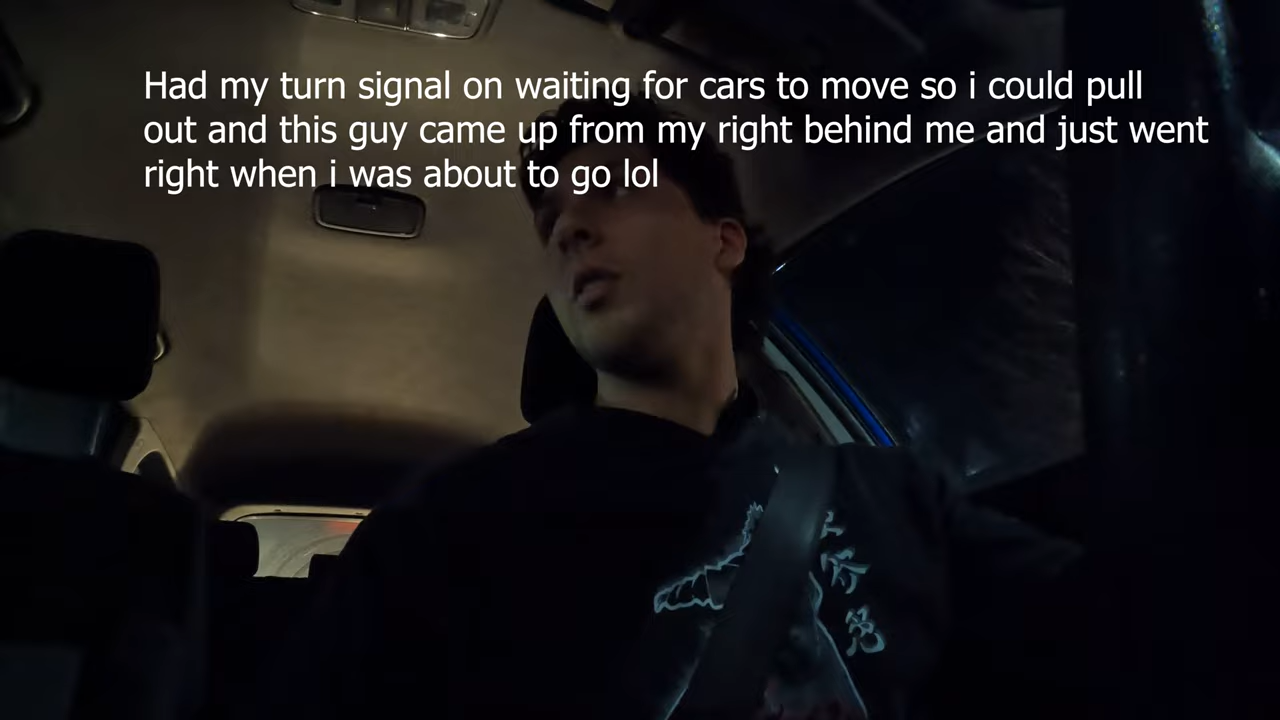 Had my turn signal on waiting for cars to move so i could pull
out and this guy came up from my right behind me and just went
right when i was about to go lol